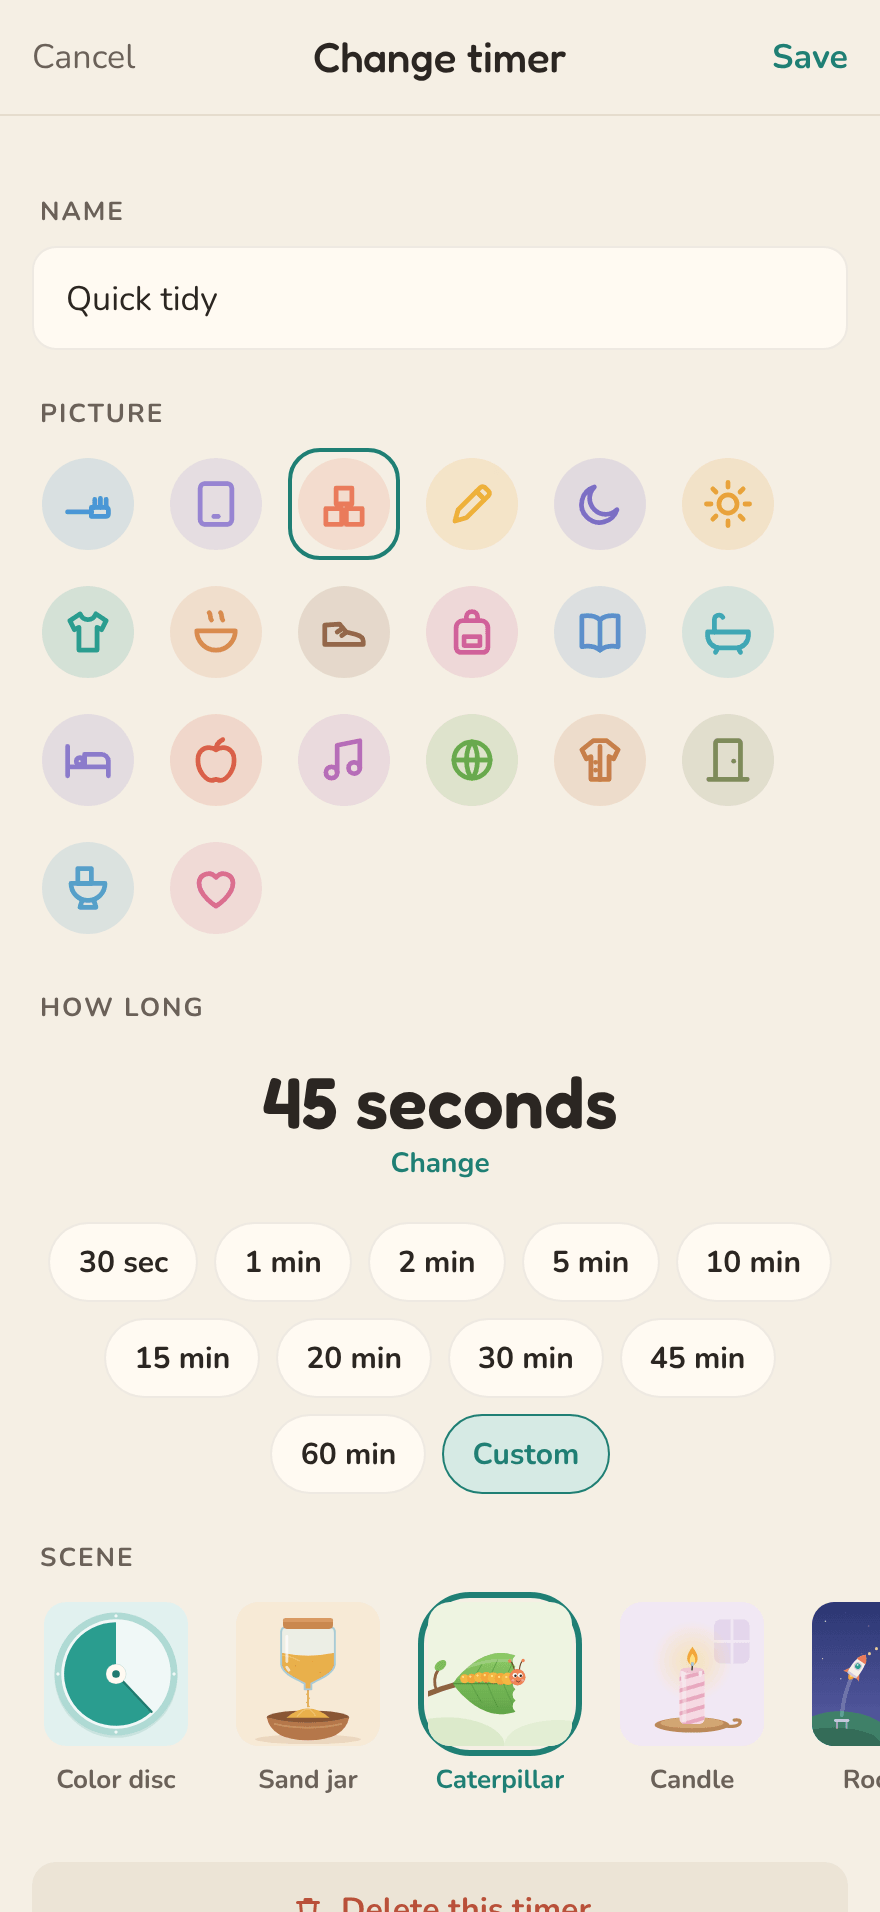 Cancel Change timer Save
NAME
Quick tidy
PICTURE
HOW LONG
45 seconds
Change
30 sec 1 min 2 min 5 min 10 min
15 min 20 min 30 min 45 min
60 min Custom
SCENE
Color disc Sand jar Caterpillar Candle
Delete this timer